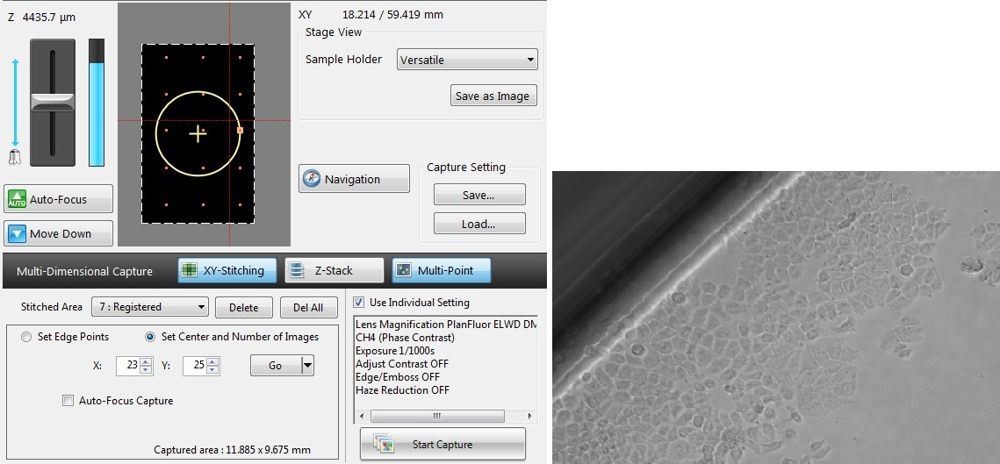 Z 4435.7 µm
XY 18.214 / 59.419 mm
Stage View
Sample Holder Versatile
Save as Image
AUTO Auto-Focus
Move Down
Navigation
Capture Setting
Save...
Load...
Multi-Dimensional Capture XY-Stitching Z-Stack Multi-Point
Stitched Area 7 : Registered Delete Del All
Set Edge Points Set Center and Number of Images
X: 23 Y: 25 Go
Auto-Focus Capture
Captured area : 11.885 x 9.675 mm
Use Individual Setting
Lens Magnification PlanFluor ELWD DM
CH4 (Phase Contrast)
Exposure 1/1000s
Adjust Contrast OFF
Edge/Emboss OFF
Haze Reduction OFF
Start Capture